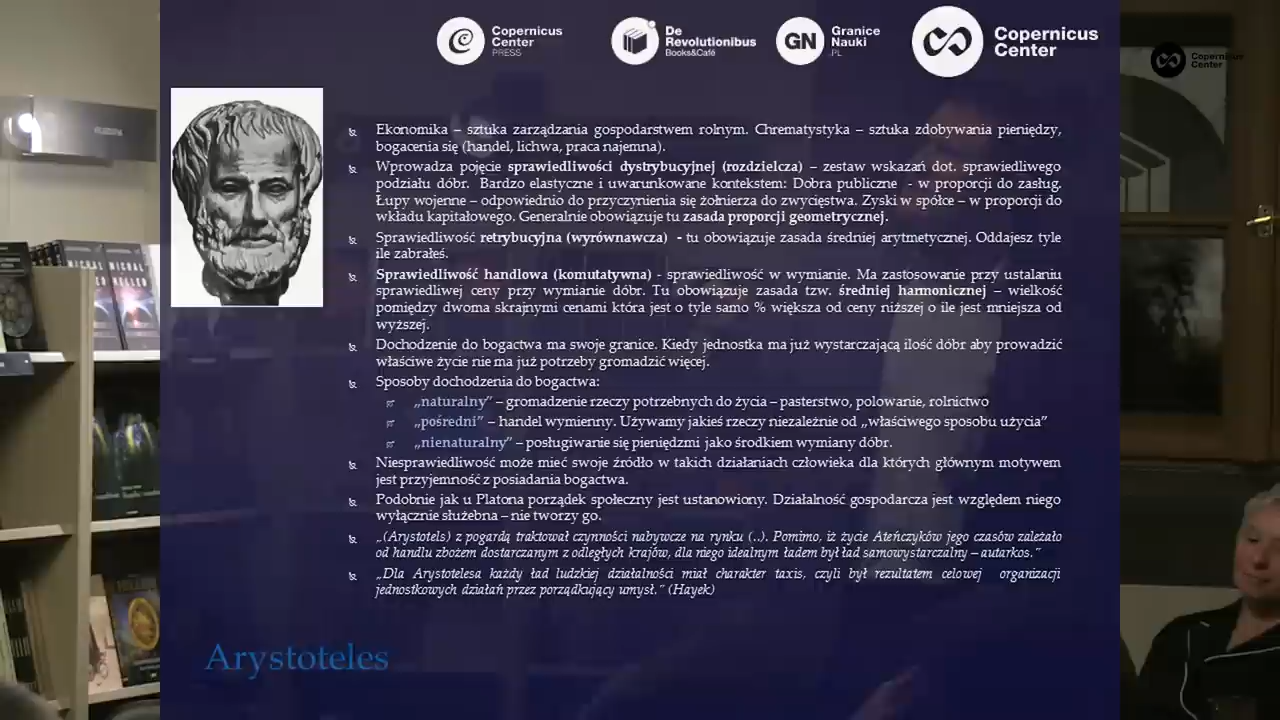 Copernicus
Center
PRESS
De
Revolutionibus
Books&Café
GN
Granice
Nauki
.PL
Copernicus
Center
Copernicus
Center
Ekonomika – sztuka zarządzania gospodarstwem rolnym. Chrematystyka – sztuka zdobywania pieniędzy,
bogacenia się (handel, lichwa, praca najemna).
Wprowadza pojęcie sprawiedliwości dystrybucyjnej (rozdzielcza) – zestaw wskazań dot. sprawiedliwego
podziału dóbr. Bardzo elastyczne i uwarunkowane kontekstem: Dobra publiczne - w proporcji do zasług.
Łupy wojenne – odpowiednio do przyczynienia się żołnierza do zwycięstwa. Zyski w spółce – w proporcji do
wkładu kapitałowego. Generalnie obowiązuje tu zasada proporcji geometrycznej.
Sprawiedliwość retrybucyjna (wyrównawcza) - tu obowiązuje zasada średniej arytmetycznej. Oddajesz tyle
ile zabrałeś.
Sprawiedliwość handlowa (komutatywna) - sprawiedliwość w wymianie. Ma zastosowanie przy ustalaniu
sprawiedliwej ceny przy wymianie dóbr. Tu obowiązuje zasada tzw. średniej harmonicznej – wielkość
pomiędzy dwoma skrajnymi cenami która jest o tyle samo % większa od ceny niższej o ile jest mniejsza od
wyższej.
Dochodzenie do bogactwa ma swoje granice. Kiedy jednostka ma już wystarczającą ilość dóbr aby prowadzić
właściwe życie nie ma już potrzeby gromadzić więcej.
Sposoby dochodzenia do bogactwa:
„naturalny” – gromadzenie rzeczy potrzebnych do życia – pasterstwo, polowanie, rolnictwo
„pośredni” – handel wymienny. Używamy jakieś rzeczy niezależnie od „właściwego sposobu użycia”
„nienaturalny” – posługiwanie się pieniędzmi jako środkiem wymiany dóbr.
Niesprawiedliwość może mieć swoje źródło w takich działaniach człowieka dla których głównym motywem
jest przyjemność z posiadania bogactwa.
Podobnie jak u Platona porządek społeczny jest ustanowiony. Działalność gospodarcza jest względem niego
wyłącznie służebna – nie tworzy go.
„(Arystotels) z pogardą traktował czynności nabywcze na rynku (..). Pomimo, iż życie Ateńczyków jego czasów zależało
od handlu zbożem dostarczanym z odległych krajów, dla niego idealnym ładem był ład samowystarczalny – autarkos.”
„Dla Arystotelesa każdy ład ludzkiej działalności miał charakter taxis, czyli był rezultatem celowej organizacji
jednostkowych działań przez porządkujący umysł.” (Hayek)
Arystoteles
MICHAŁ
HELLER